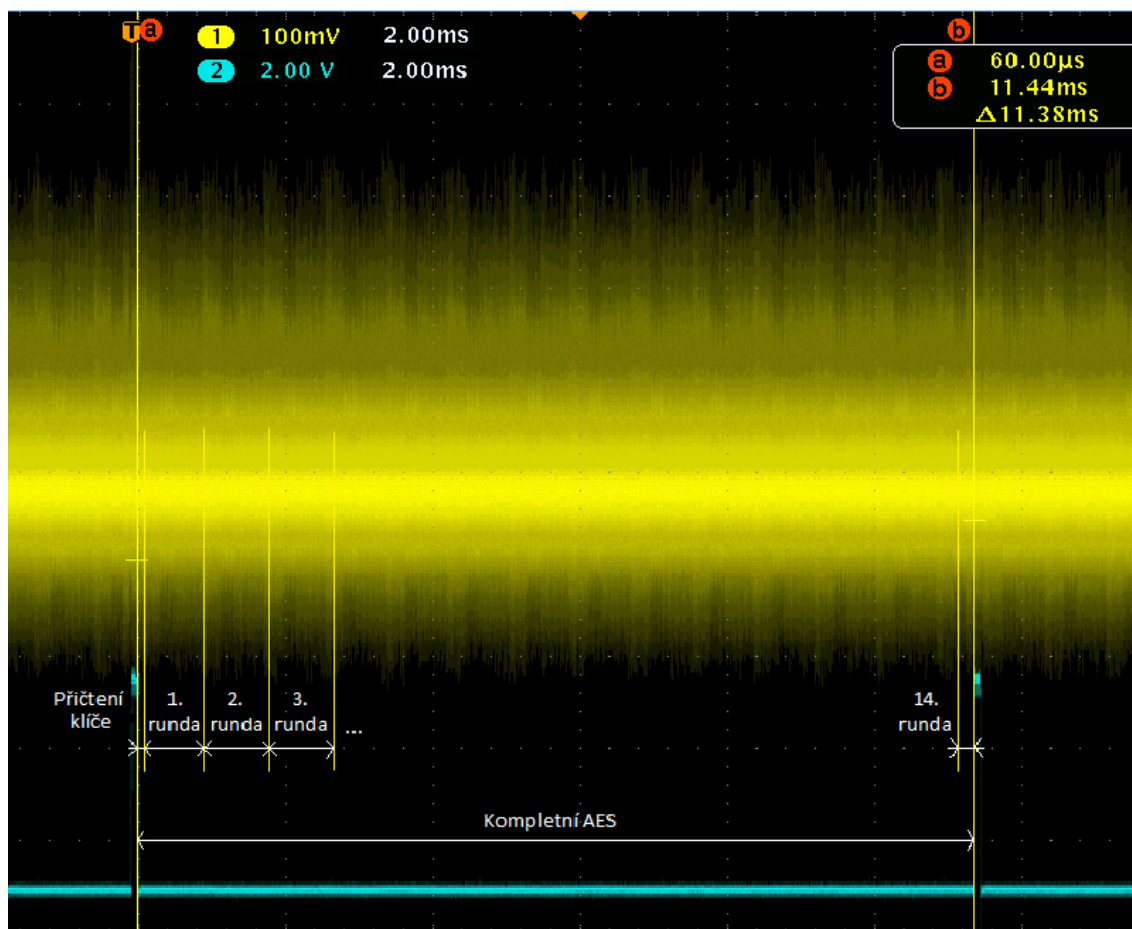 T a
1 100mV 2.00ms
2 2.00 V 2.00ms
b
a 60.00µs
b 11.44ms
Δ11.38ms
Přičtení
klíče
1.
runda
2.
runda
3.
runda
...
14.
runda
Kompletní AES